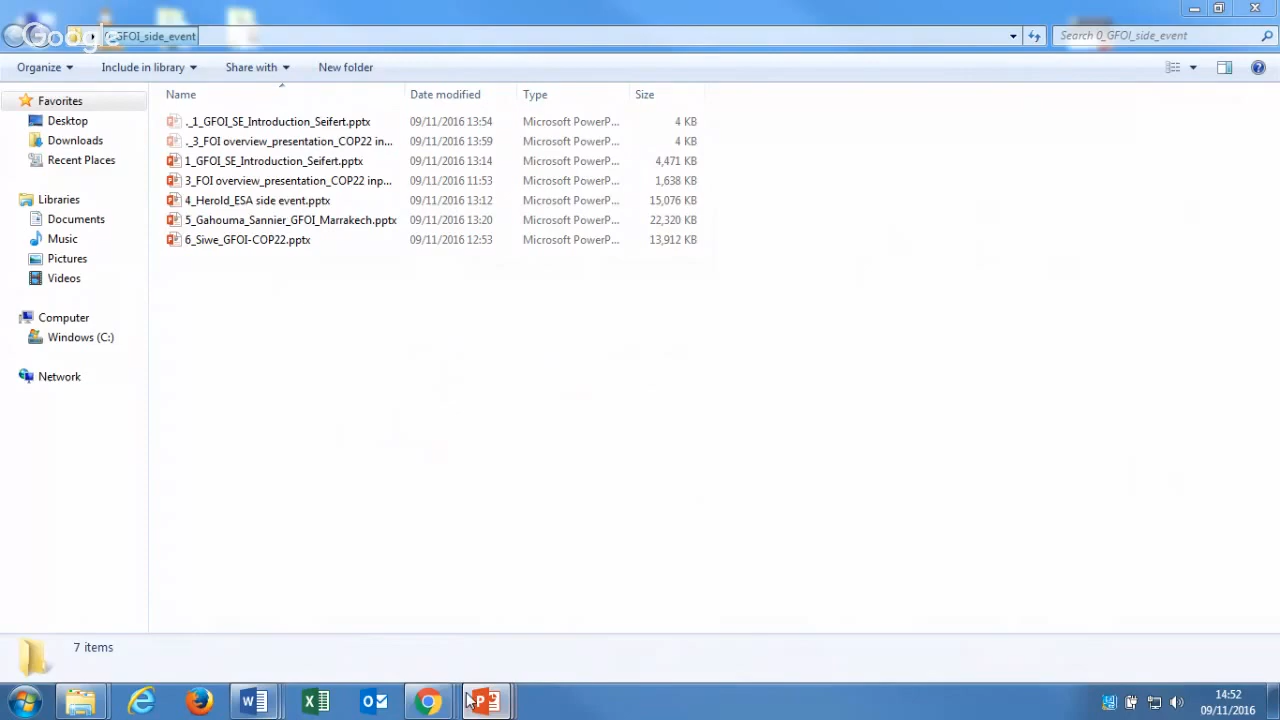 Google
GFOI_side_event
Search 0_GFOI_side_event
Organize Include in library Share with New folder
Name Date modified Type Size
Favorites
Desktop
Downloads
Recent Places
Libraries
Documents
Music
Pictures
Videos
Computer
Windows (C:)
Network
._1_GFOI_SE_Introduction_Seifert.pptx 09/11/2016 13:54 Microsoft PowerP... 4 KB
._3_FOI overview_presentation_COP22 in... 09/11/2016 13:59 Microsoft PowerP... 4 KB
1_GFOI_SE_Introduction_Seifert.pptx 09/11/2016 13:14 Microsoft PowerP... 4,471 KB
3_FOI overview_presentation_COP22 inp... 09/11/2016 11:53 Microsoft PowerP... 1,638 KB
4_Herold_ESA side event.pptx 09/11/2016 13:12 Microsoft PowerP... 15,076 KB
5_Gahouma_Sannier_GFOI_Marrakech.pptx 09/11/2016 13:20 Microsoft PowerP... 22,320 KB
6_Siwe_GFOI-COP22.pptx 09/11/2016 12:53 Microsoft PowerP... 13,912 KB
7 items
14:52
09/11/2016